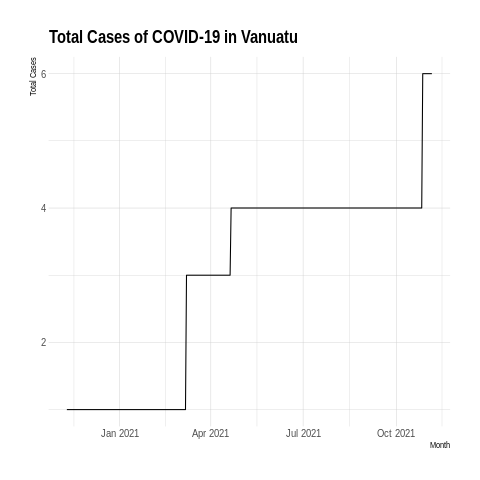 Total Cases of COVID-19 in Vanuatu
Total Cases
6
4
2
Jan 2021 Apr 2021 Jul 2021 Oct 2021
Month